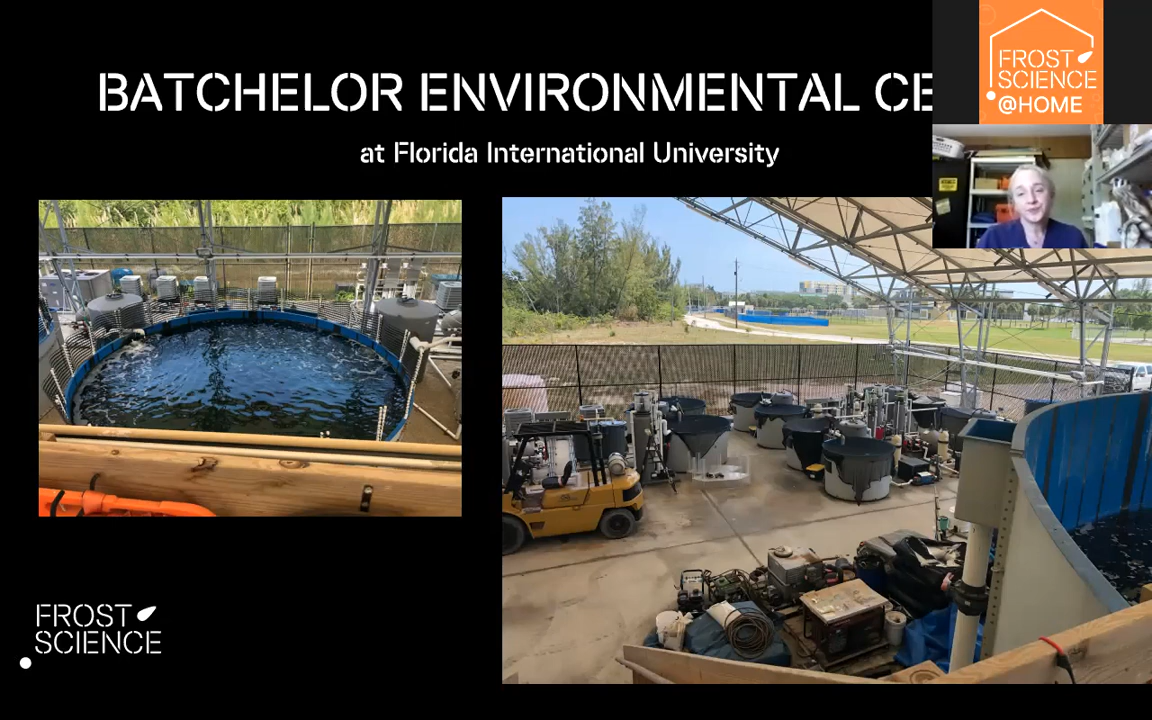 BATCHELOR ENVIRONMENTAL CE
at Florida International University
FROST
SCIENCE
@HOME
FROST
SCIENCE